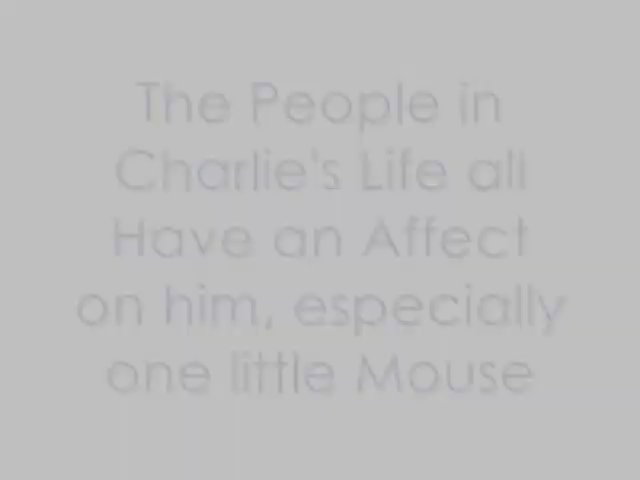 The People in
Charlie's Life all
Have an Affect
on him, especially
one little Mouse